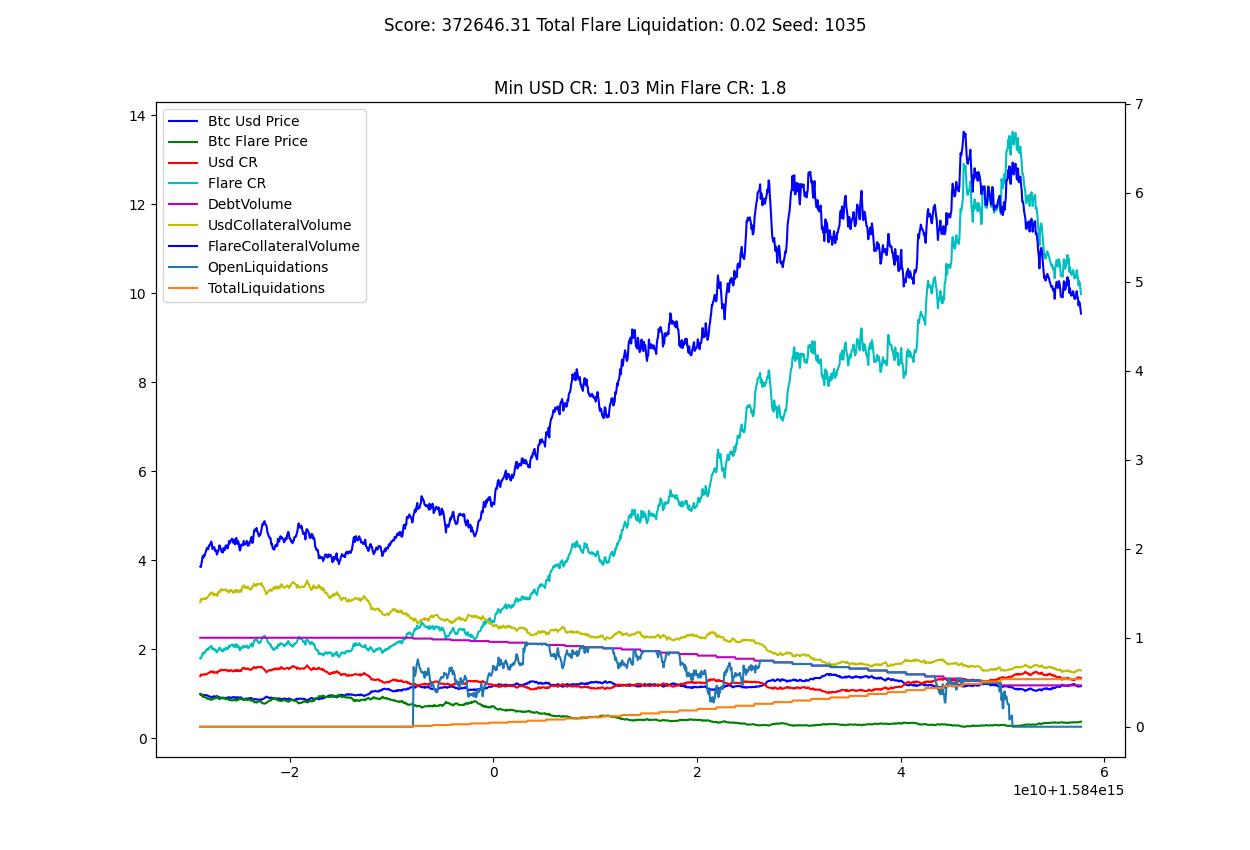 Score: 372646.31 Total Flare Liquidation: 0.02 Seed: 1035
Min USD CR: 1.03 Min Flare CR: 1.8
Btc Usd Price
Btc Flare Price
Usd CR
Flare CR
DebtVolume
UsdCollateralVolume
FlareCollateralVolume
OpenLiquidations
TotalLiquidations
14
12
10
8
6
4
2
0
7
6
5
4
3
2
1
0
−2
0
2
4
6
1e10+1.584e15